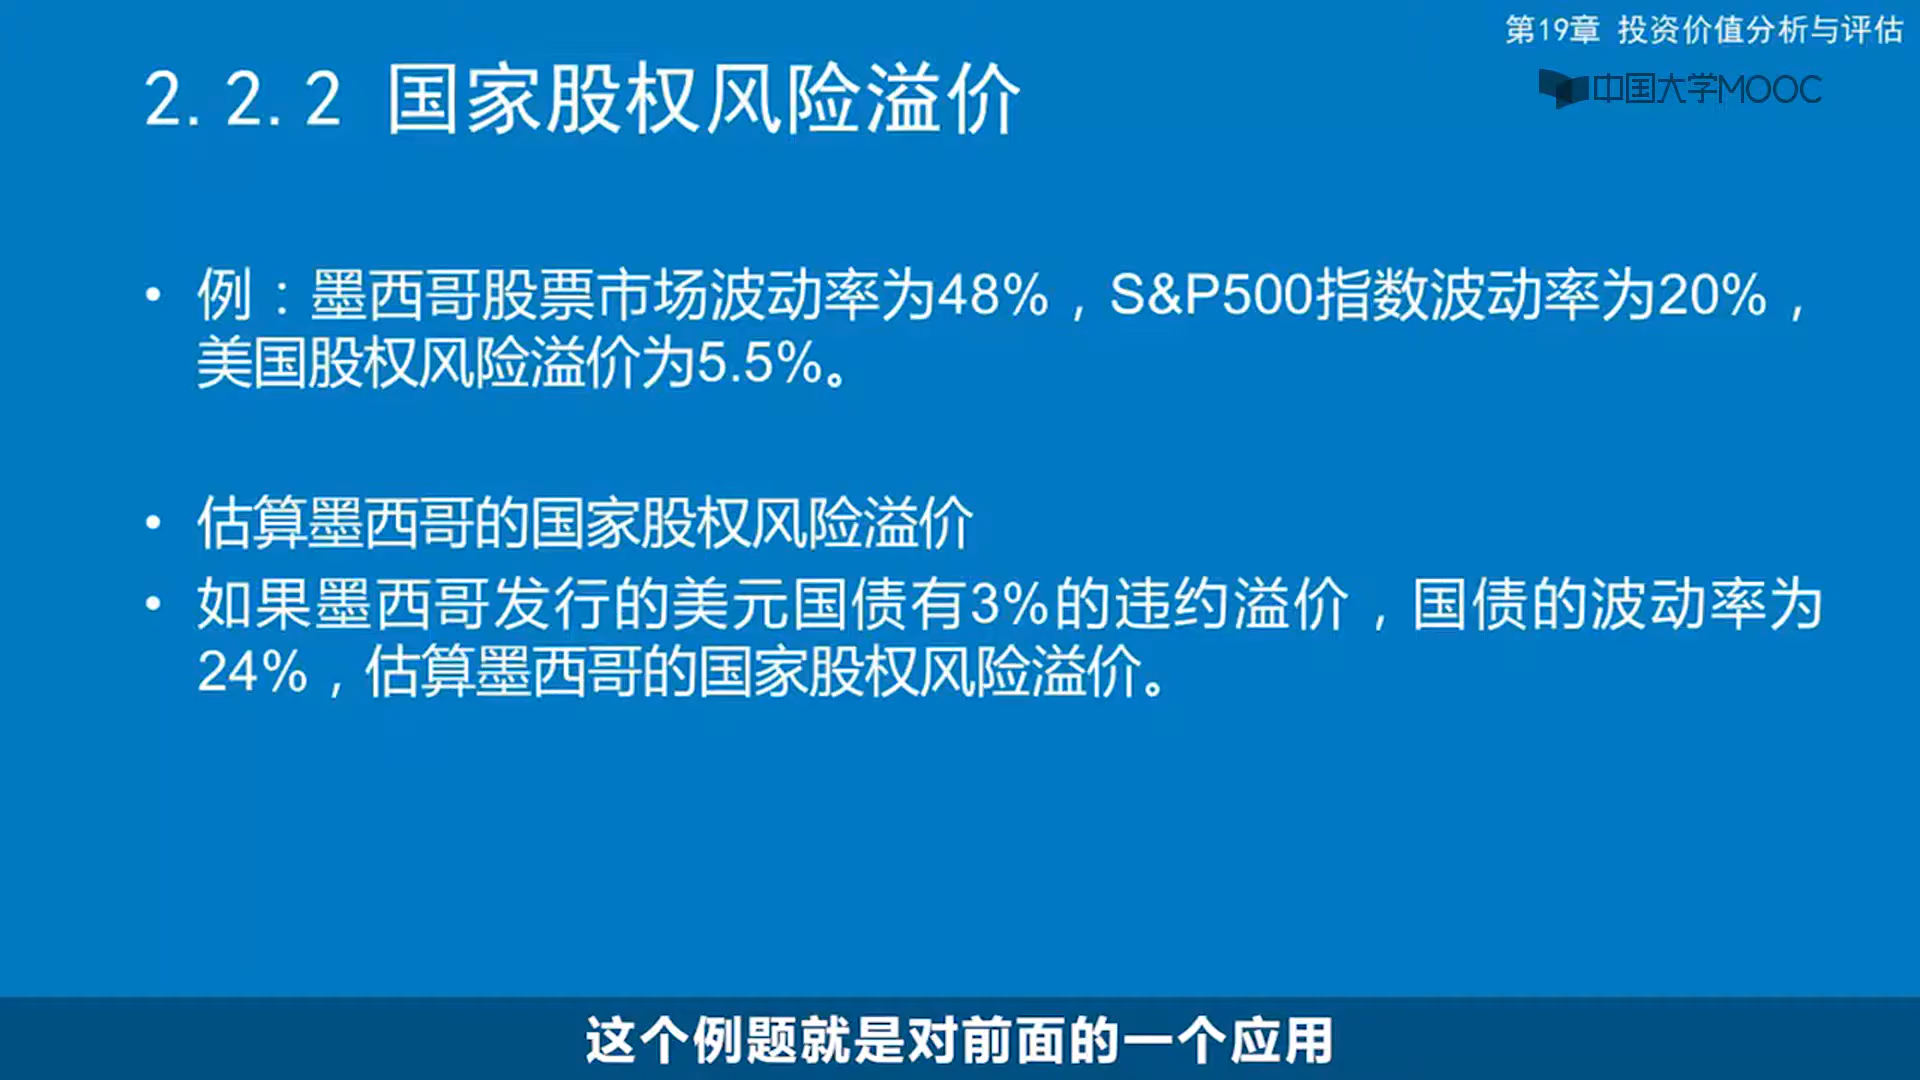 第19章 投资价值分析与评估
中国大学MOOC
2.2.2 国家股权风险溢价
• 例：墨西哥股票市场波动率为48%，S&P500指数波动率为20%，
美国股权风险溢价为5.5%。
• 估算墨西哥的国家股权风险溢价
• 如果墨西哥发行的美元国债有3%的违约溢价，国债的波动率为
24%，估算墨西哥的国家股权风险溢价。
这个例题就是对前面的一个应用